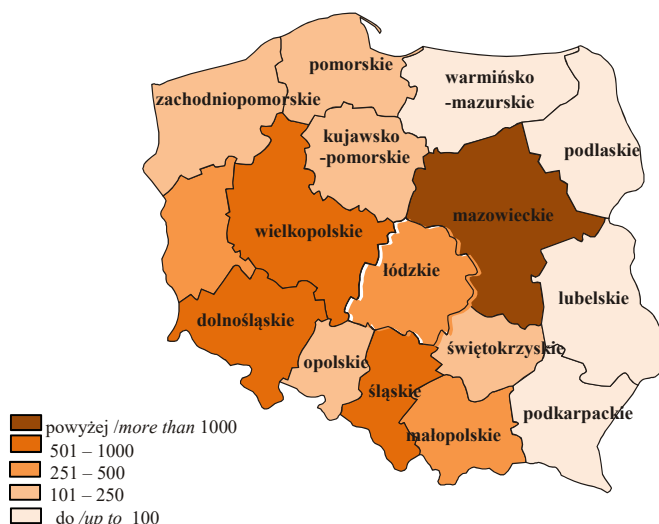 pomorskie
warmińsko
-mazurskie
zachodniopomorskie
kujawsko
-pomorskie
podlaskie
mazowieckie
wielkopolskie
łódzkie
lubelskie
dolnośląskie
świętokrzyskie
opolskie
śląskie
podkarpackie
małopolskie
powyżej /more than 1000
501 – 1000
251 – 500
101 – 250
do /up to 100